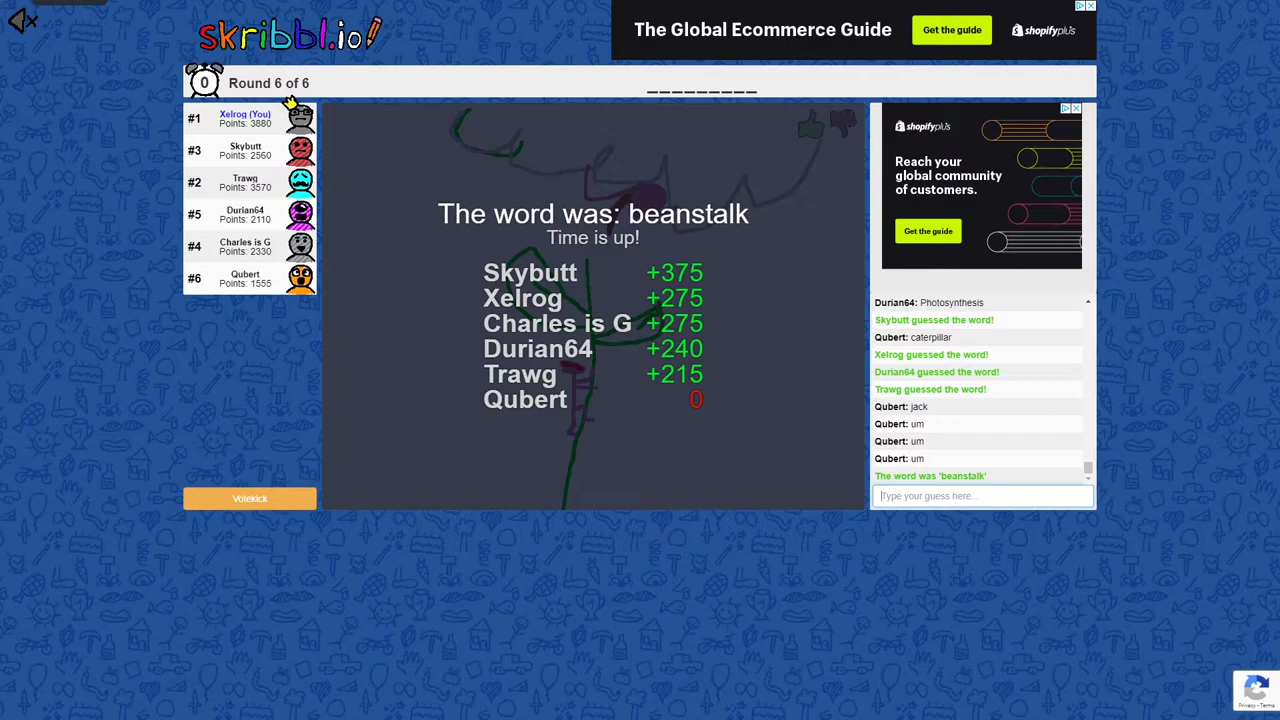 skribbl.io
The Global Ecommerce Guide
Get the guide
shopifyplus
0
Round 6 of 6
_________
#1
Xelrog (You)
Points: 3880
#3
Skybutt
Points: 2560
#2
Trawg
Points: 3570
#5
Durian64
Points: 2110
#4
Charles is G
Points: 2330
#6
Qubert
Points: 1555
Votekick
The word was: beanstalk
Time is up!
Skybutt +375
Xelrog +275
Charles is G +275
Durian64 +240
Trawg +215
Qubert 0
shopifyplus
Reach your
global community
of customers.
Get the guide
Durian64: Photosynthesis
Skybutt guessed the word!
Qubert: caterpillar
Xelrog guessed the word!
Durian64 guessed the word!
Trawg guessed the word!
Qubert: jack
Qubert: um
Qubert: um
Qubert: um
The word was 'beanstalk'
Type your guess here...
Privacy - Terms